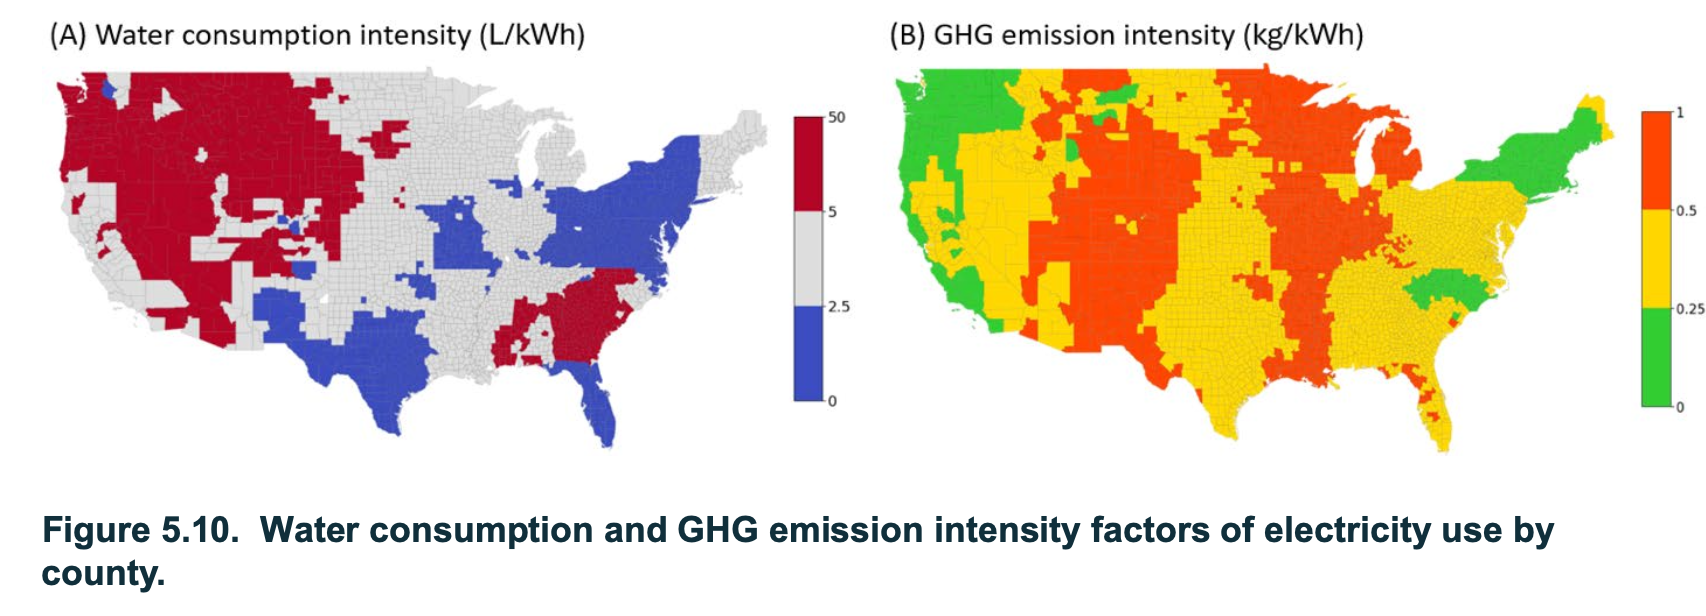 (A) Water consumption intensity (L/kWh)
(B) GHG emission intensity (kg/kWh)
50
5
2.5
0
1
0.5
0.25
0
Figure 5.10.  Water consumption and GHG emission intensity factors of electricity use by
county.